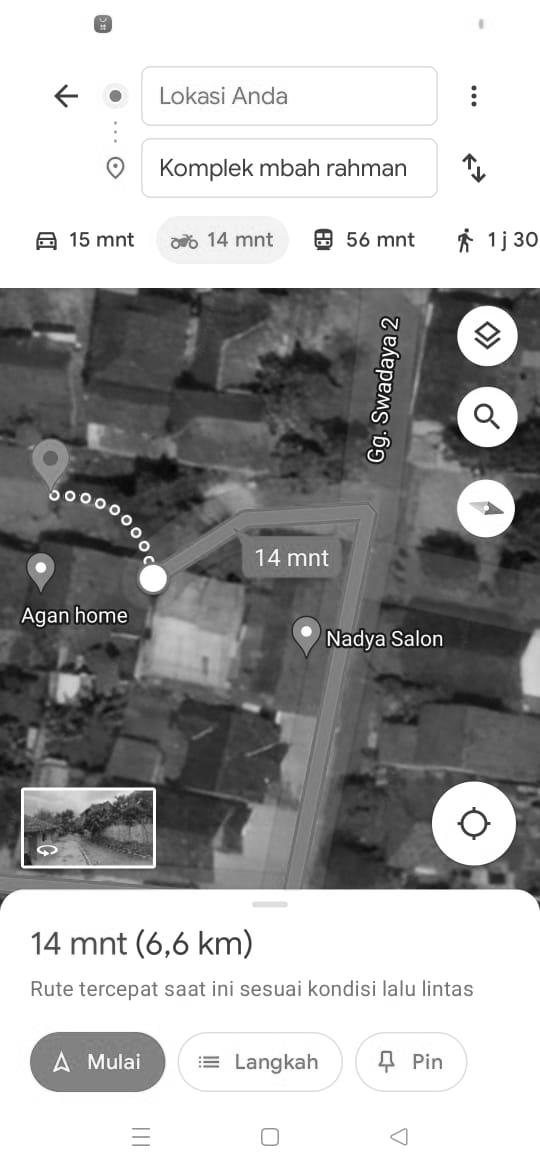 Lokasi Anda
Komplek mbah rahman
15 mnt
14 mnt
56 mnt
1 j 30
Gg. Swadaya 2
14 mnt
Agan home
Nadya Salon
14 mnt (6,6 km)
Rute tercepat saat ini sesuai kondisi lalu lintas
Mulai
Langkah
Pin